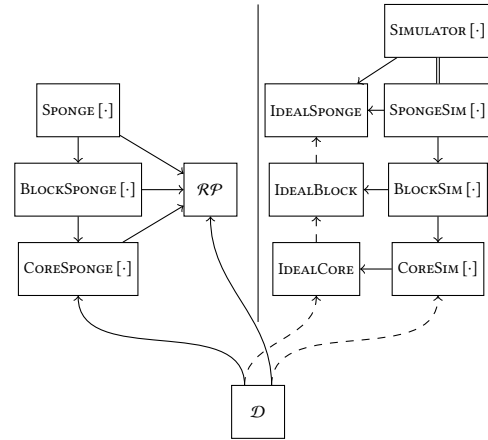 SIMULATOR [·]
SPONGE [·]
IDEALSPONGE
SPONGESIM [·]
BLOCKSPONGE [·]
RP
IDEALBLOCK
BLOCKSIM [·]
CORESPONGE [·]
IDEALCORE
CORESIM [·]
D